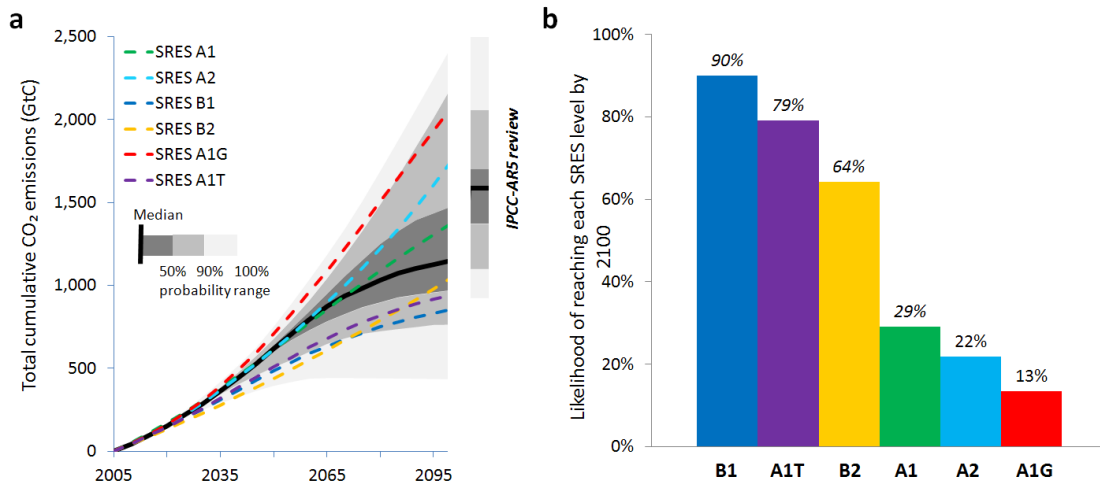 a
Total cumulative CO₂ emissions (GtC)
2,500
2,000
1,500
1,000
500
0
2005
2035
2065
2095
SRES A1
SRES A2
SRES B1
SRES B2
SRES A1G
SRES A1T
Median
50% 90% 100%
probability range
IPCC-AR5 review
b
Likelihood of reaching each SRES level by
2100
100%
80%
60%
40%
20%
0%
90%
79%
64%
29%
22%
13%
B1
A1T
B2
A1
A2
A1G